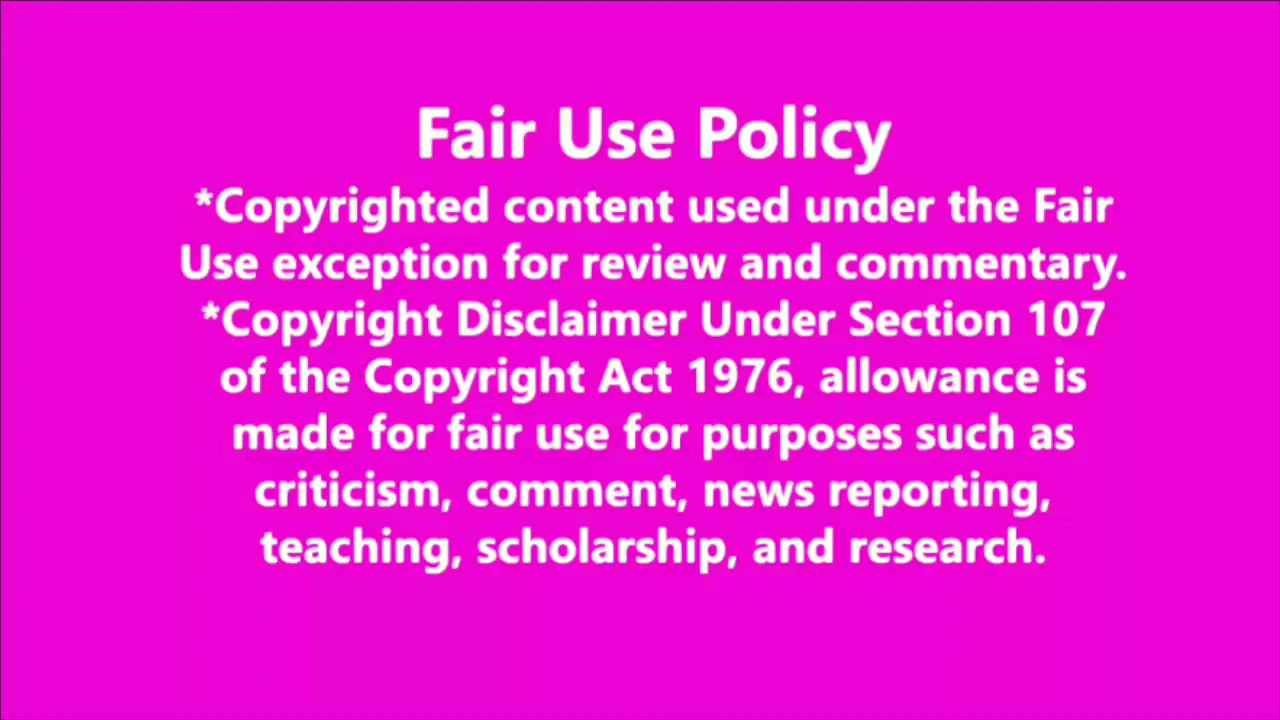 Fair Use Policy
*Copyrighted content used under the Fair
Use exception for review and commentary.
*Copyright Disclaimer Under Section 107
of the Copyright Act 1976, allowance is
made for fair use for purposes such as
criticism, comment, news reporting,
teaching, scholarship, and research.